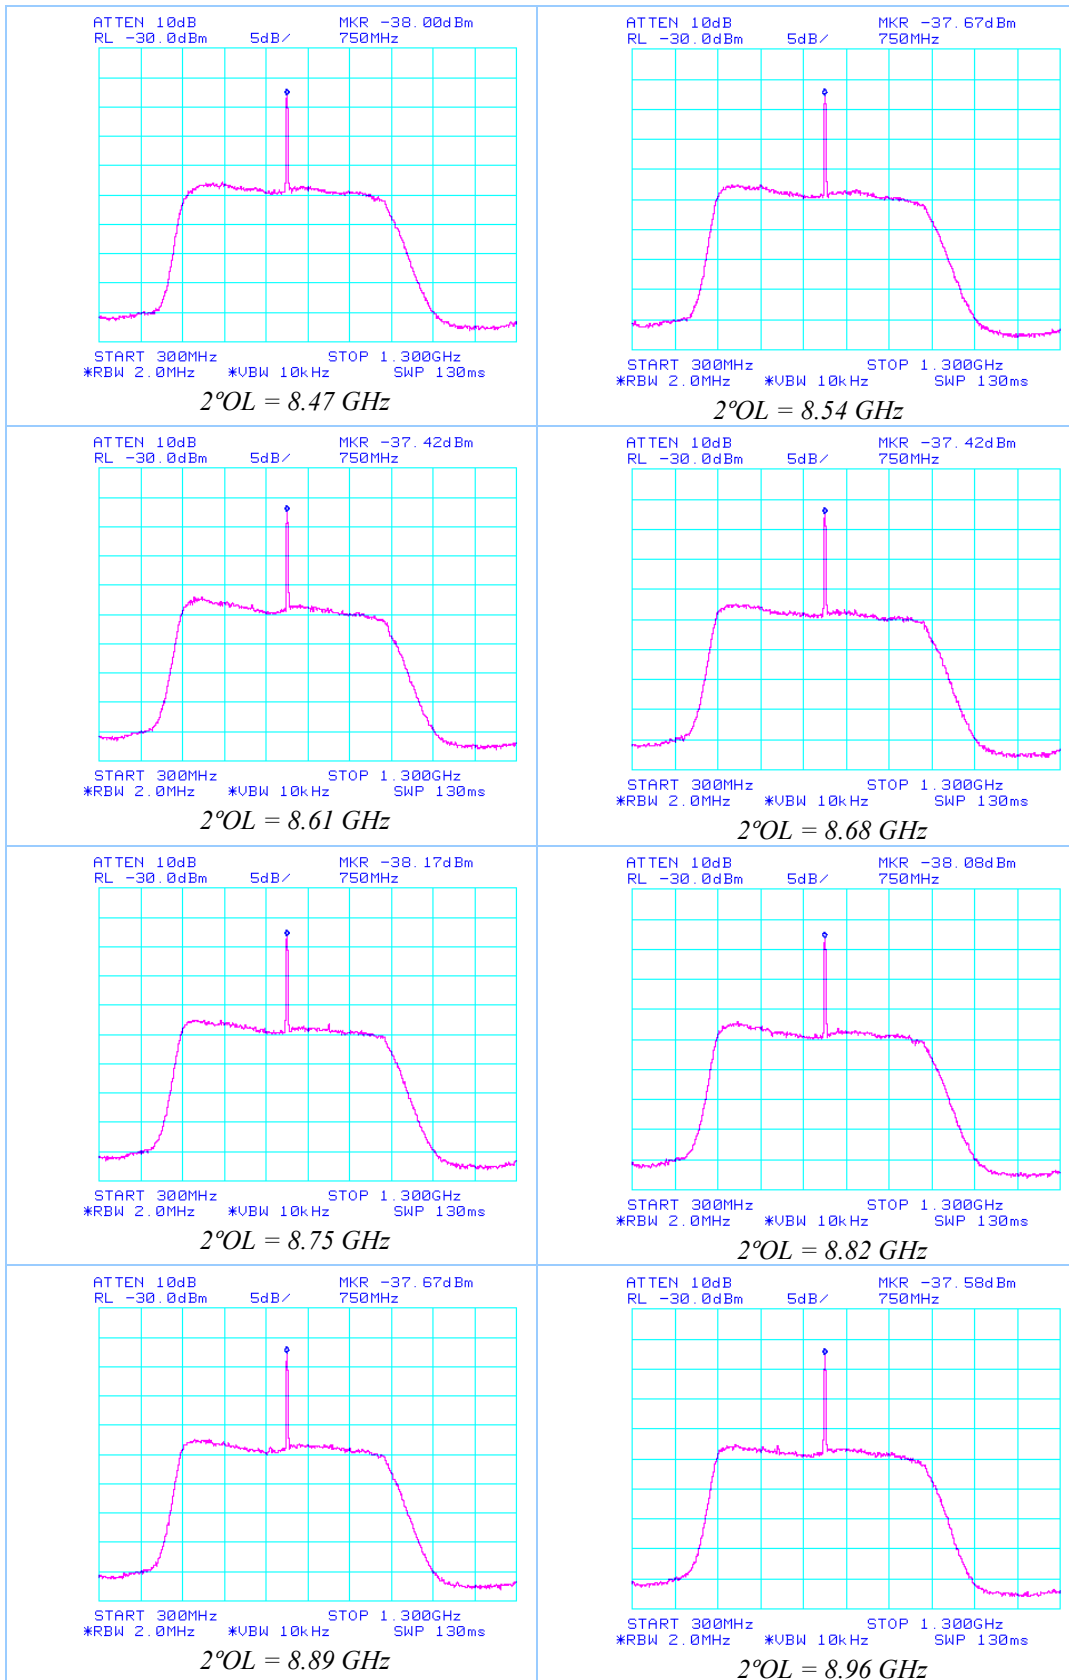 ATTEN 10dB MKR -38.00dBm
RL -30.0dBm 5dB/ 750MHz
START 300MHz STOP 1.300GHz
*RBW 2.0MHz *VBW 10kHz SWP 130ms
2ºOL = 8.47 GHz
ATTEN 10dB MKR -37.67dBm
RL -30.0dBm 5dB/ 750MHz
START 300MHz STOP 1.300GHz
*RBW 2.0MHz *VBW 10kHz SWP 130ms
2ºOL = 8.54 GHz
ATTEN 10dB MKR -37.42dBm
RL -30.0dBm 5dB/ 750MHz
START 300MHz STOP 1.300GHz
*RBW 2.0MHz *VBW 10kHz SWP 130ms
2ºOL = 8.61 GHz
ATTEN 10dB MKR -37.42dBm
RL -30.0dBm 5dB/ 750MHz
START 300MHz STOP 1.300GHz
*RBW 2.0MHz *VBW 10kHz SWP 130ms
2ºOL = 8.68 GHz
ATTEN 10dB MKR -38.17dBm
RL -30.0dBm 5dB/ 750MHz
START 300MHz STOP 1.300GHz
*RBW 2.0MHz *VBW 10kHz SWP 130ms
2ºOL = 8.75 GHz
ATTEN 10dB MKR -38.08dBm
RL -30.0dBm 5dB/ 750MHz
START 300MHz STOP 1.300GHz
*RBW 2.0MHz *VBW 10kHz SWP 130ms
2ºOL = 8.82 GHz
ATTEN 10dB MKR -37.67dBm
RL -30.0dBm 5dB/ 750MHz
START 300MHz STOP 1.300GHz
*RBW 2.0MHz *VBW 10kHz SWP 130ms
2ºOL = 8.89 GHz
ATTEN 10dB MKR -37.58dBm
RL -30.0dBm 5dB/ 750MHz
START 300MHz STOP 1.300GHz
*RBW 2.0MHz *VBW 10kHz SWP 130ms
2ºOL = 8.96 GHz